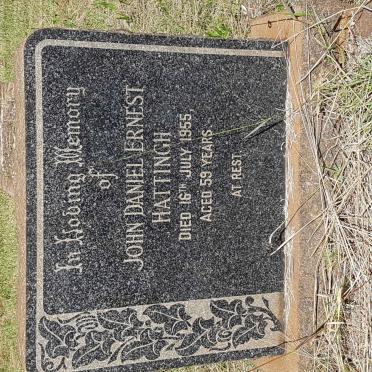 In Loving Memory
of
JOHN DANIEL ERNEST
HATTINGH
DIED 16TH JULY 1955
AGED 59 YEARS
AT REST